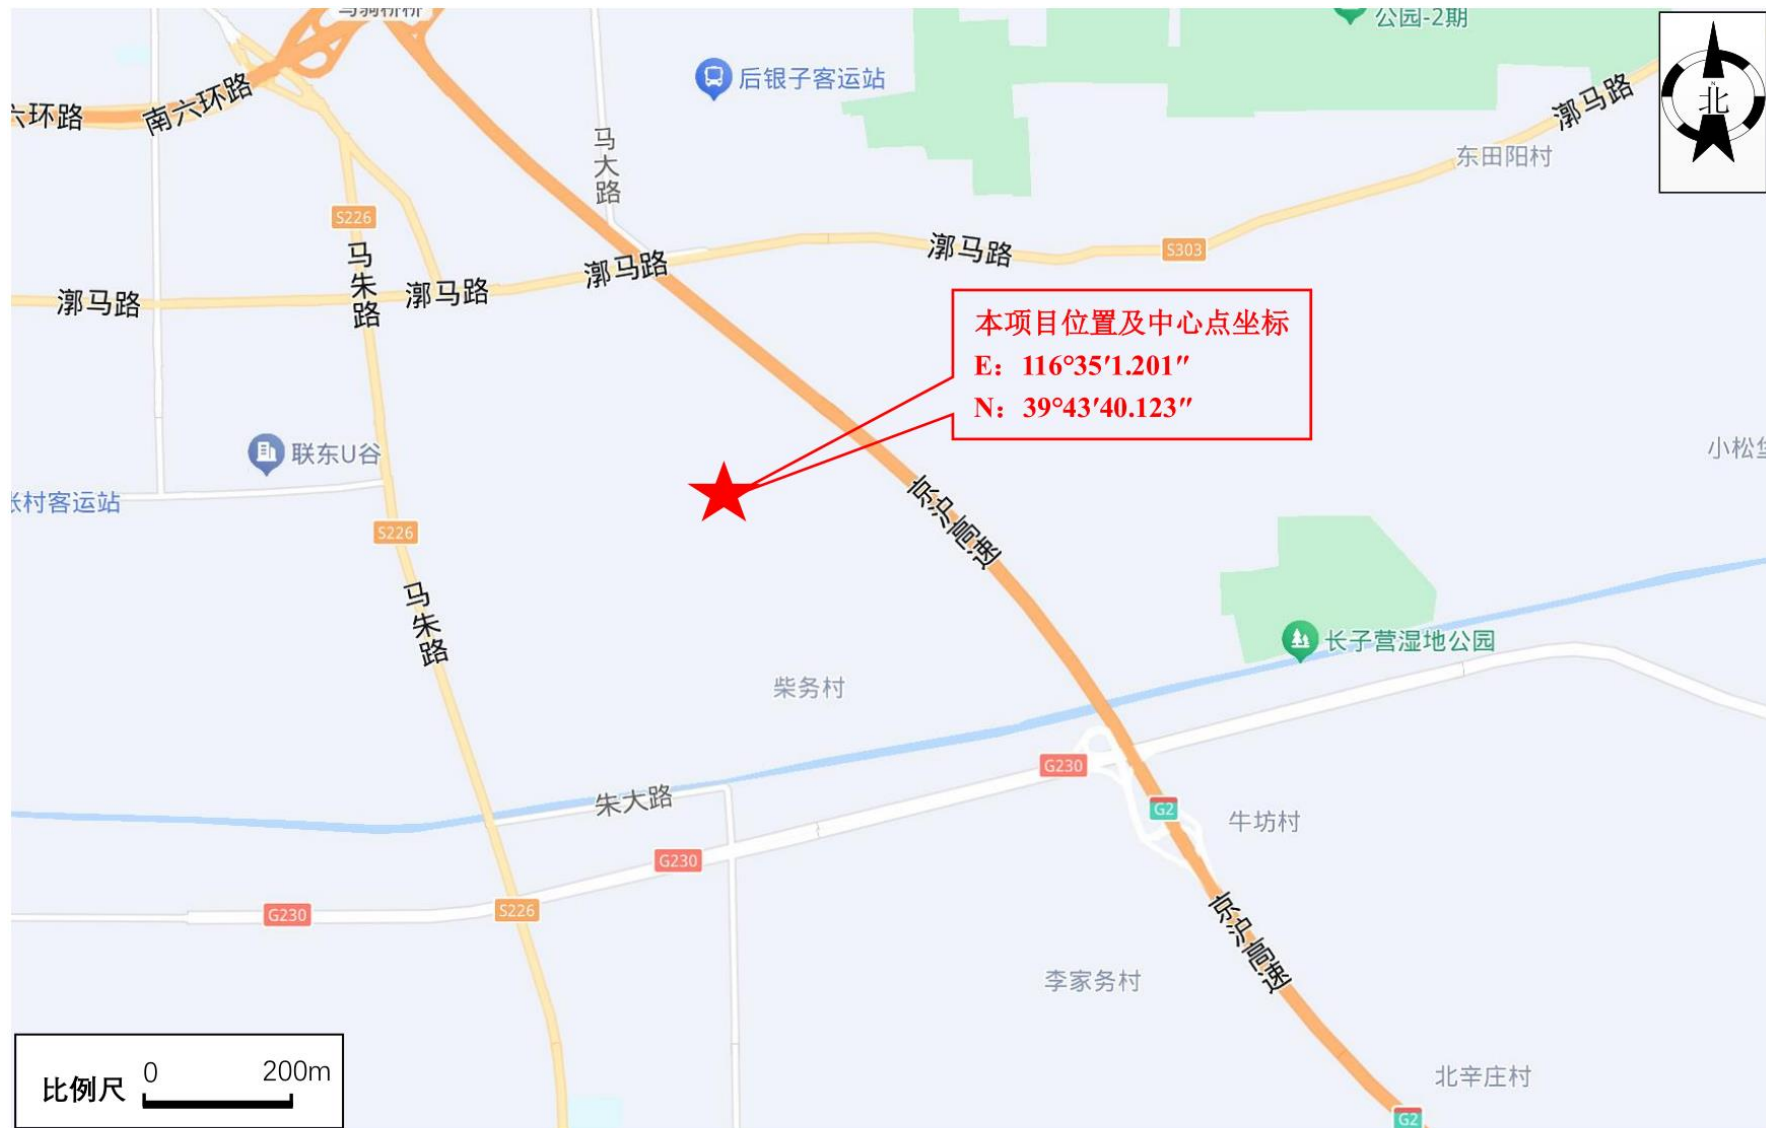 公园-2期
北
后银子客运站
六环路
南六环路
漷马路
马大路
东田阳村
S226
马朱路
漷马路
S303
漷马路
漷马路
漷马路
本项目位置及中心点坐标
E：116°35′1.201″
N：39°43′40.123″
联东U谷
小松
村客运站
S226
京沪高速
马朱路
长子营湿地公园
柴务村
G230
朱大路
G2
牛坊村
G230
G230
S226
京沪高速
李家务村
北辛庄村
比例尺 0 200m
G2